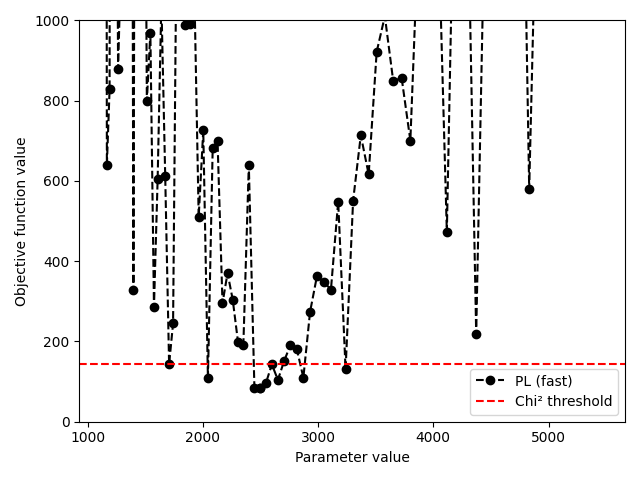 1000
800
600
400
200
0
Objective function value
1000
2000
3000
4000
5000
Parameter value
PL (fast)
Chi² threshold